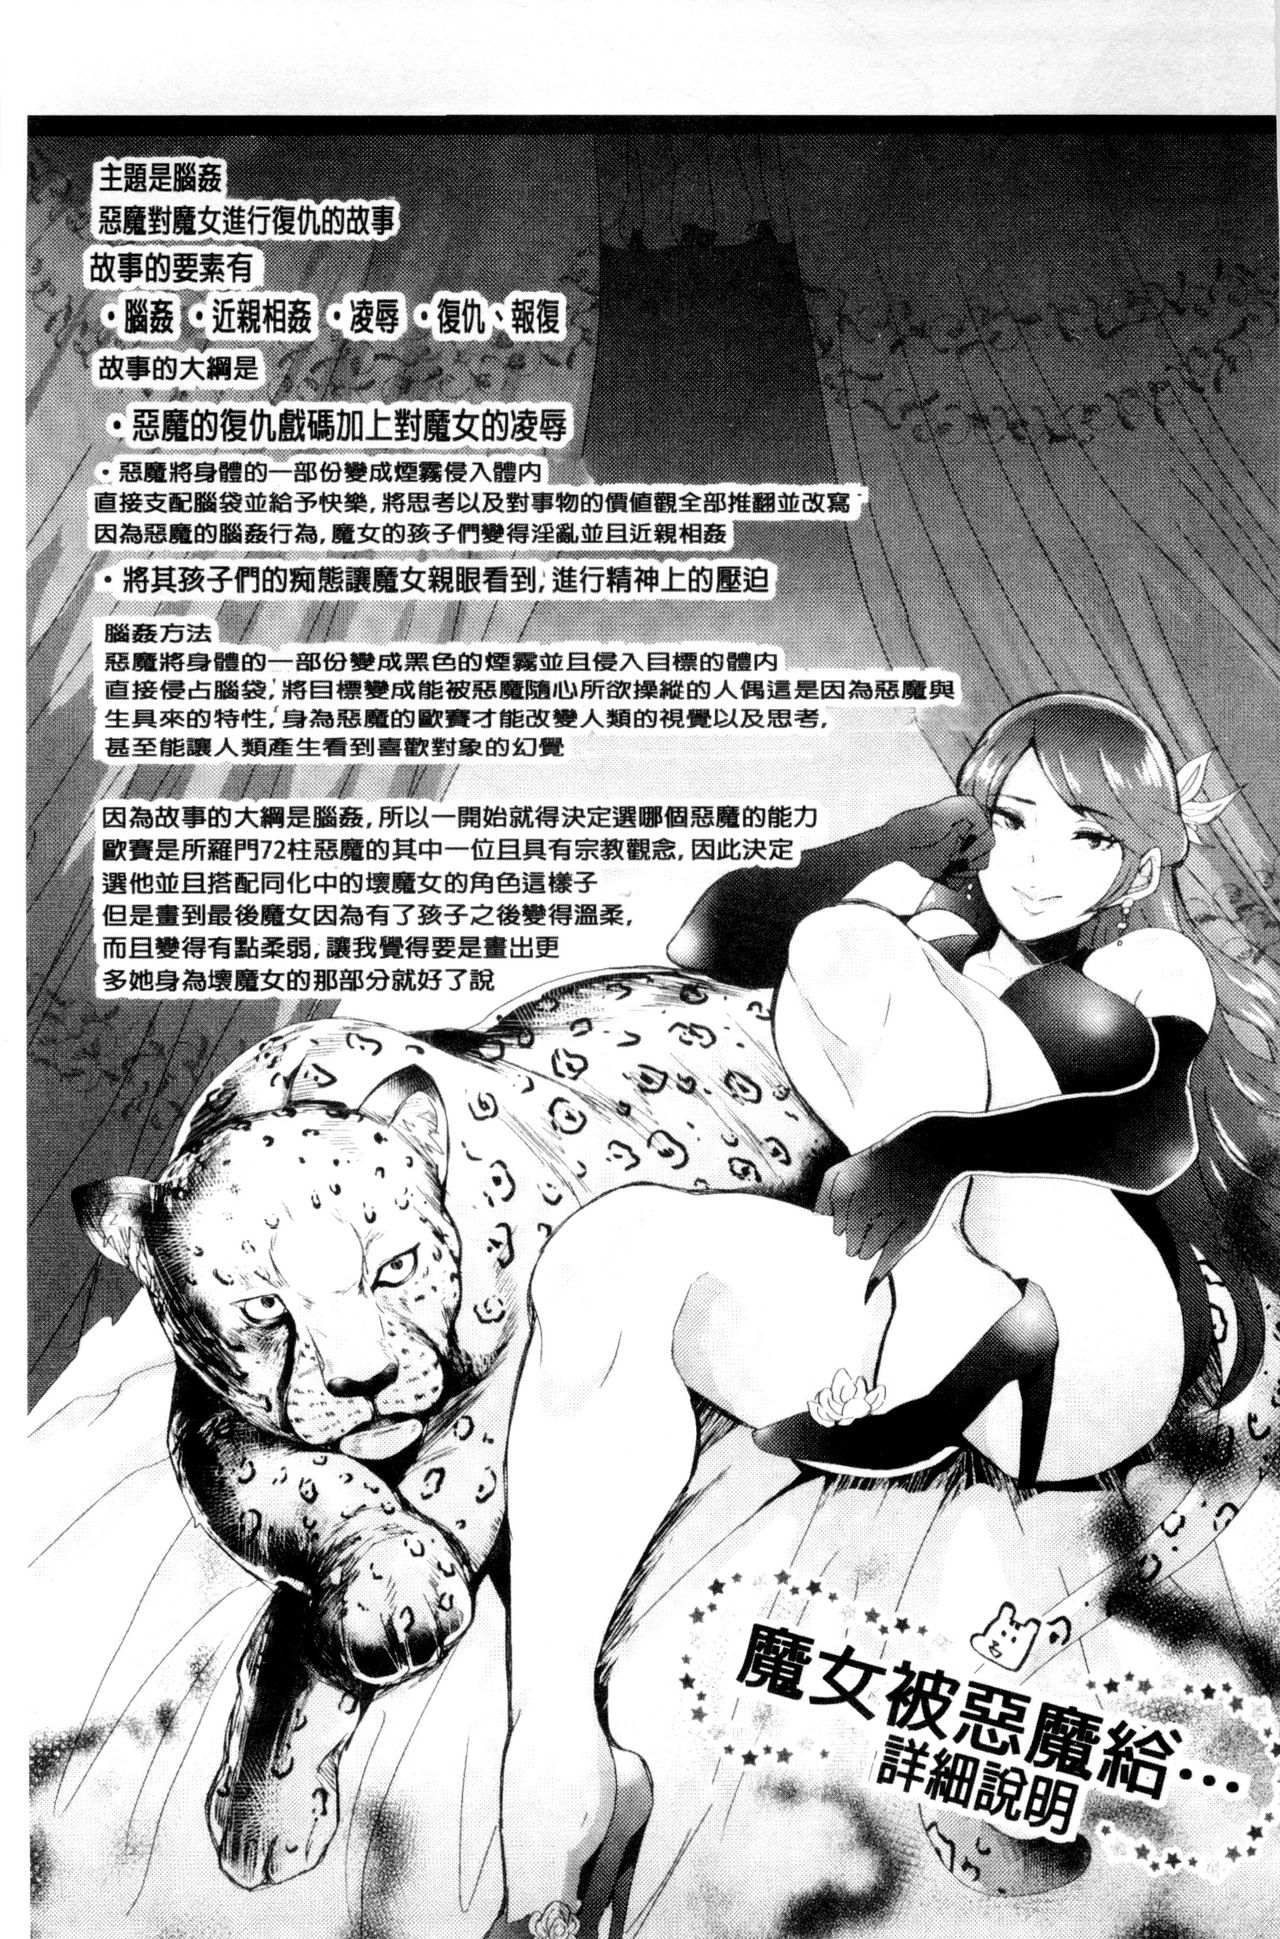 主題是腦姦
惡魔對魔女進行復仇的故事
故事的要素有
・腦姦 ・近親相姦 ・凌辱 ・復仇、報復
故事的大綱是
・惡魔的復仇戲碼加上對魔女的凌辱
・惡魔將身體的一部份變成煙霧侵入體內
直接支配腦袋並給予快樂,將思考以及對事物的價值觀全部推翻並改寫
因為惡魔的腦姦行為,魔女的孩子們變得淫亂並且近親相姦
・將其孩子們的痴態讓魔女親眼看到,進行精神上的壓迫
腦姦方法
惡魔將身體的一部份變成黑色的煙霧並且侵入目標的體內
直接侵占腦袋,將目標變成能被惡魔隨心所欲操縱的人偶這是因為惡魔與
生具來的特性,身為惡魔的歐賽才能改變人類的視覺以及思考,
甚至能讓人類產生看到喜歡對象的幻覺
因為故事的大綱是腦姦,所以一開始就得決定選哪個惡魔的能力
歐賽是所羅門72柱惡魔的其中一位且具有宗教觀念,因此決定
選他並且搭配同化中的壞魔女的角色這樣子
但是畫到最後魔女因為有了孩子之後變得溫柔,
而且變得有點柔弱,讓我覺得要是畫出更
多她身為壞魔女的那部分就好了說
魔女被惡魔給…
詳細說明